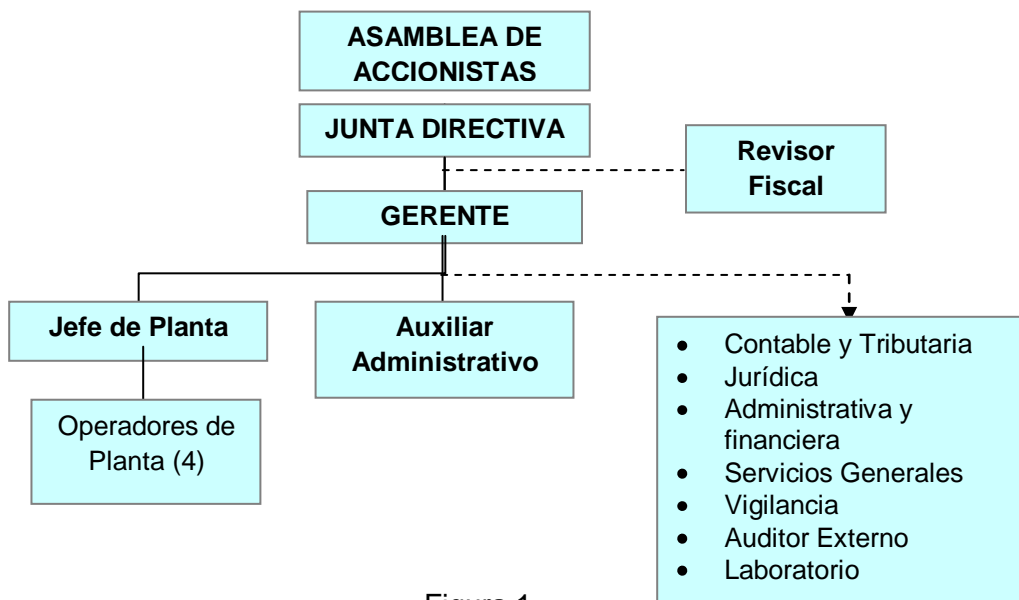 ASAMBLEA DE
ACCIONISTAS
JUNTA DIRECTIVA
Revisor
Fiscal
GERENTE
Jefe de Planta
Auxiliar
Administrativo
Operadores de
Planta (4)
• Contable y Tributaria
• Jurídica
• Administrativa y
financiera
• Servicios Generales
• Vigilancia
• Auditor Externo
• Laboratorio